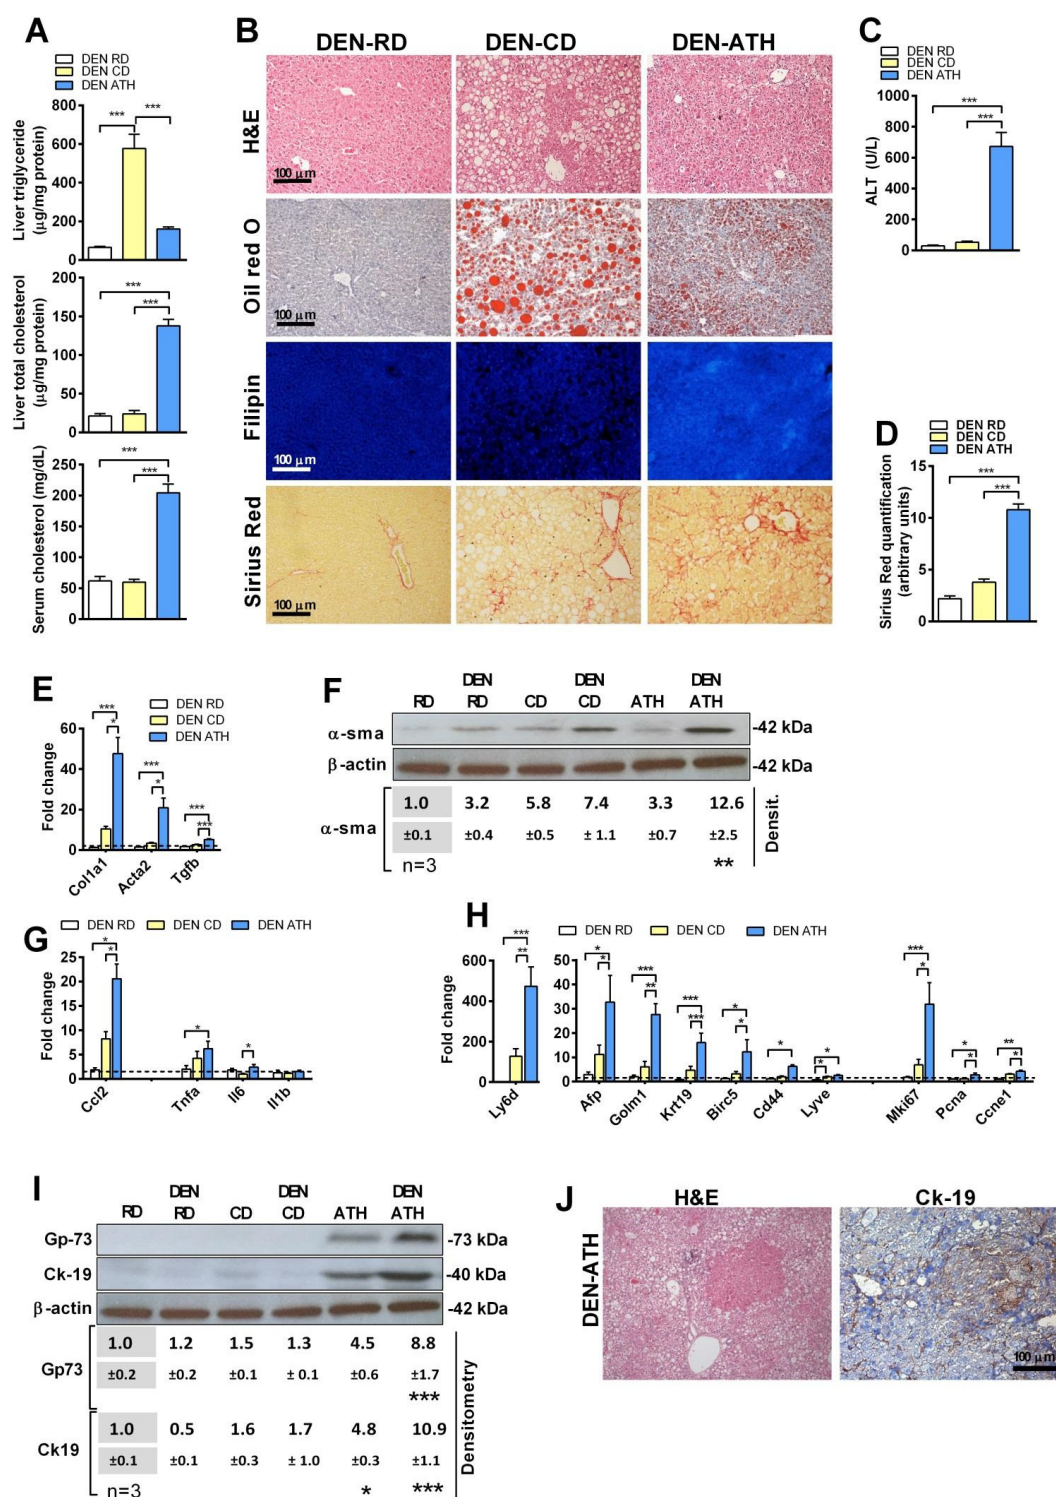 A
DEN RD
DEN CD
DEN ATH
Liver triglyceride
(µg/mg protein)
800
600
400
200
0
***
***
Liver total cholesterol
(µg/mg protein)
200
150
100
50
0
***
***
Serum cholesterol (mg/dL)
250
200
150
100
50
0
***
***
B
DEN-RD DEN-CD DEN-ATH
H&E
100 µm
Oil red O
100 µm
Filipin
100 µm
Sirius Red
100 µm
C
DEN RD
DEN CD
DEN ATH
ALT (U/L)
1000
800
600
400
200
0
***
***
D
DEN RD
DEN CD
DEN ATH
Sirius Red quantification
(arbitrary units)
15
10
5
0
***
***
E
DEN RD
DEN CD
DEN ATH
Fold change
60
40
20
0
***
*
***
*
***
***
Col1a1 Acta2 Tgfb
F
RD DEN RD CD DEN CD ATH DEN ATH
α-sma -42 kDa
β-actin -42 kDa
α-sma
1.0 3.2 5.8 7.4 3.3 12.6
±0.1 ±0.4 ±0.5 ± 1.1 ±0.7 ±2.5
n=3 **
Densit.
G
DEN RD DEN CD DEN ATH
Fold change
25
20
15
10
5
0
*
*
*
*
Ccl2 Tnfa Il6 Il1b
H
DEN RD DEN CD DEN ATH
Fold change
600
400
200
0
***
**
Ly6d
50
40
30
20
10
0
*
*
***
**
***
***
*
*
*
*
*
***
*
*
*
**
*
Afp Golm1 Krt19 Birc5 Cd44 Lyve Mki67 Pcna Ccne1
I
RD DEN RD CD DEN CD ATH DEN ATH
Gp-73 -73 kDa
Ck-19 -40 kDa
β-actin -42 kDa
Gp73
1.0 1.2 1.5 1.3 4.5 8.8
±0.2 ±0.2 ±0.1 ± 0.1 ±0.6 ±1.7
***
Ck19
1.0 0.5 1.6 1.7 4.8 10.9
±0.1 ±0.1 ±0.3 ± 1.0 ±0.3 ±1.1
n=3 * ***
Densitometry
J
H&E Ck-19
DEN-ATH
100 µm